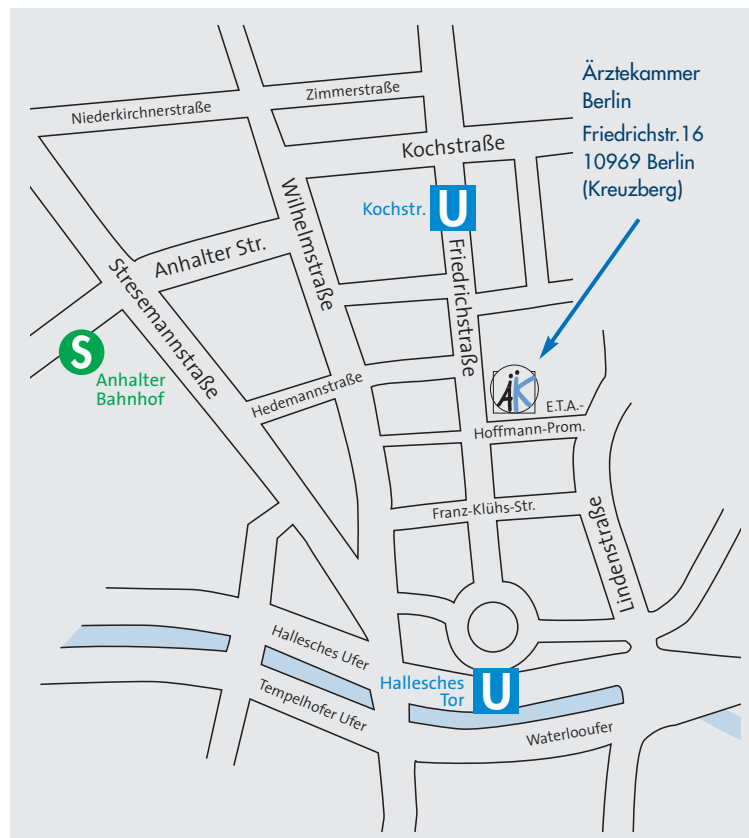 Niederkirchnerstraße
Zimmerstraße
Ärztekammer
Berlin
Friedrichstr.16
10969 Berlin
(Kreuzberg)
Kochstraße
Kochstr.
U
Wilhelmstraße
Friedrichstraße
Anhalter Str.
Stresemannstraße
S
Anhalter
Bahnhof
Hedemannstraße
ÄK
E.T.A.-
Hoffmann-Prom.
Franz-Klühs-Str.
Lindenstraße
Hallesches Ufer
Tempelhofer Ufer
Hallesches
Tor
U
Waterlooufer